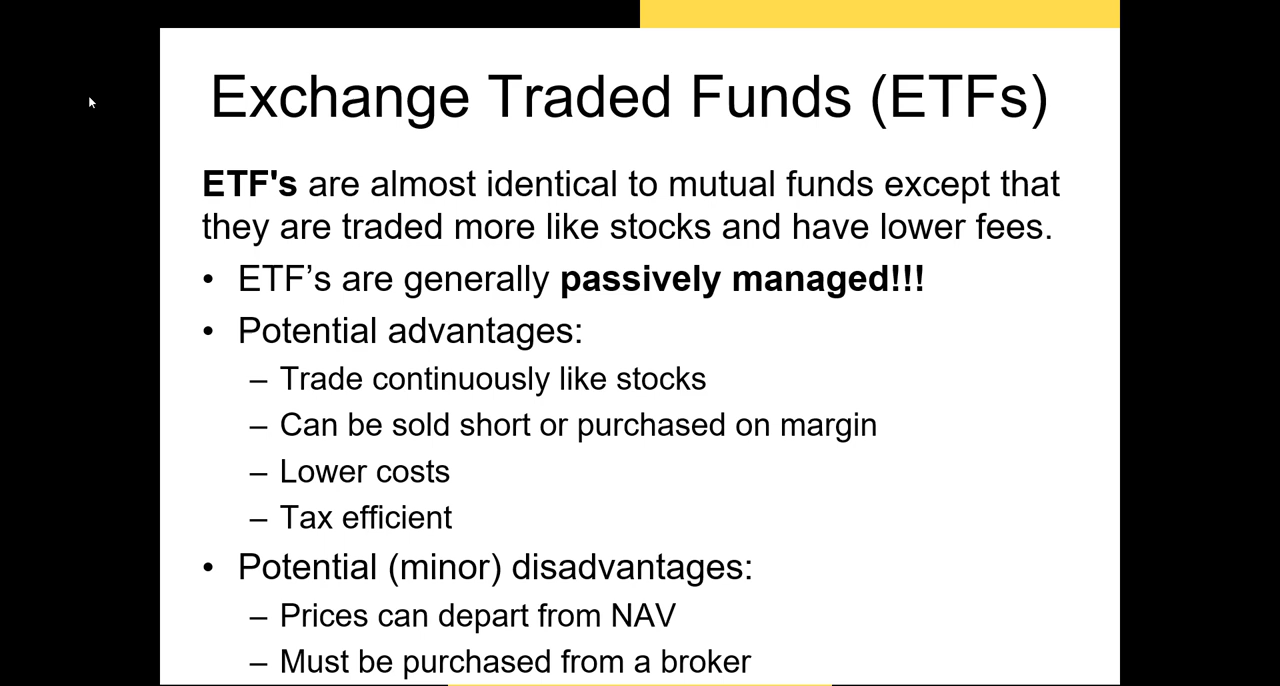 Exchange Traded Funds (ETFs)
ETF's are almost identical to mutual funds except that
they are traded more like stocks and have lower fees.
• ETF’s are generally passively managed!!!
• Potential advantages:
– Trade continuously like stocks
– Can be sold short or purchased on margin
– Lower costs
– Tax efficient
• Potential (minor) disadvantages:
– Prices can depart from NAV
– Must be purchased from a broker